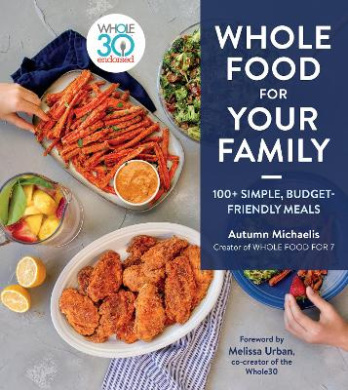 WHOLE
30
endorsed
WHOLE
FOOD
FOR
YOUR
FAMILY
100+ SIMPLE, BUDGET-
FRIENDLY MEALS
Autumn Michaelis
Creator of WHOLE FOOD FOR 7
Foreword by
Melissa Urban,
co-creator of the
Whole30